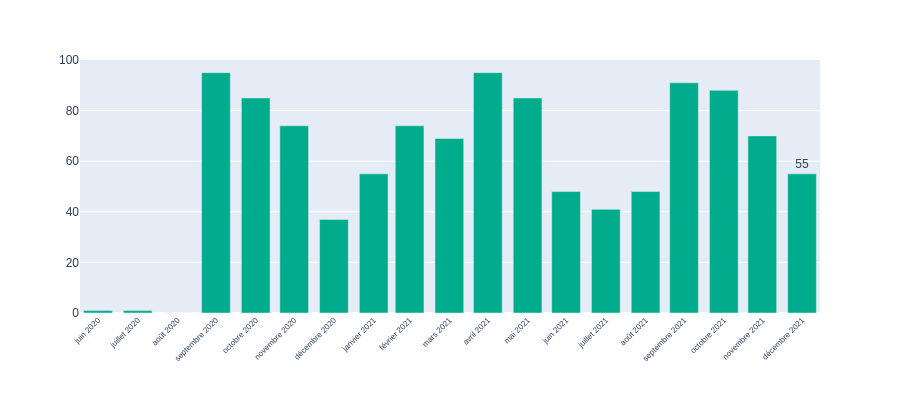 100
80
60
40
20
0
55
juin 2020
juillet 2020
août 2020
septembre 2020
octobre 2020
novembre 2020
décembre 2020
janvier 2021
février 2021
mars 2021
avril 2021
mai 2021
juin 2021
juillet 2021
août 2021
septembre 2021
octobre 2021
novembre 2021
décembre 2021